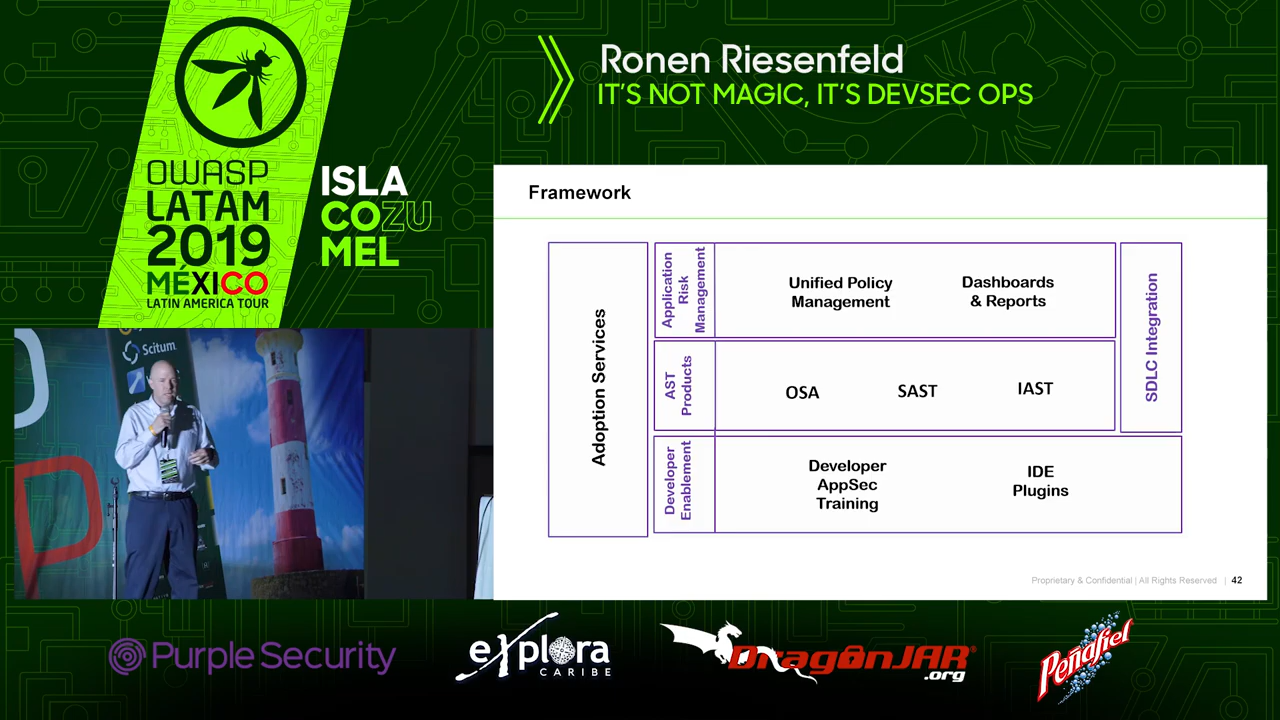 OWASP
LATAM
2019
MÉXICO
LATIN AMERICA TOUR
ISLA
COZU
MEL
Ronen Riesenfeld
IT'S NOT MAGIC, IT'S DEVSEC OPS
Scitum
Framework
Adoption Services
Application
Risk
Management
Unified Policy
Management
Dashboards
& Reports
AST
Products
OSA
SAST
IAST
SDLC Integration
Developer
Enablement
Developer
AppSec
Training
IDE
Plugins
Proprietary & Confidential | All Rights Reserved | 42
Purple Security
explora
CARIBE
DragonJAR®
.org
Peñafiel